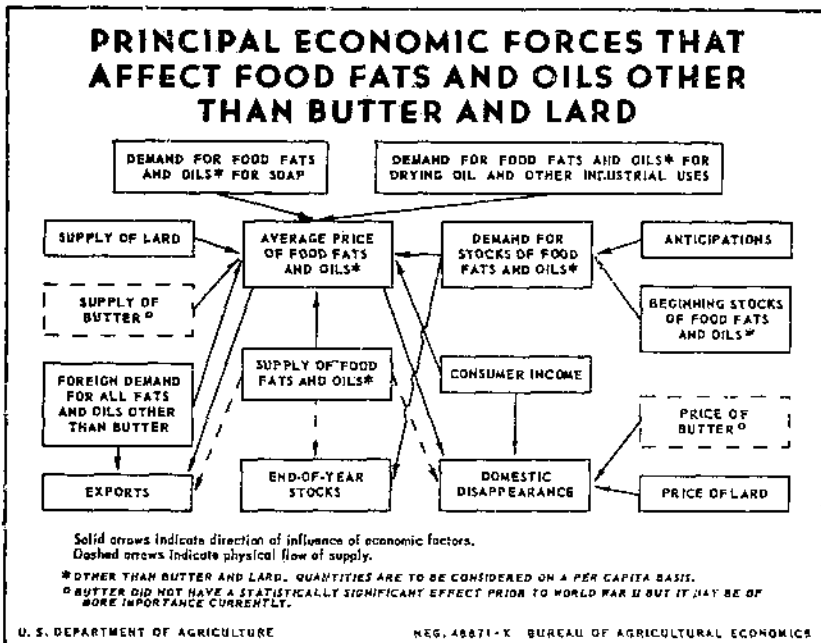 PRINCIPAL ECONOMIC FORCES THAT
AFFECT FOOD FATS AND OILS OTHER
THAN BUTTER AND LARD
DEMAND FOR FOOD FATS
AND OILS* FOR SOAP
DEMAND FOR FOOD FATS AND OILS* FOR
DRYING OIL AND OTHER INDUSTRIAL USES
SUPPLY OF LARD
AVERAGE PRICE
OF FOOD FATS
AND OILS*
DEMAND FOR
STOCKS OF FOOD
FATS AND OILS*
ANTICIPATIONS
SUPPLY OF
BUTTER°
BEGINNING STOCKS
OF FOOD FATS
AND OILS*
FOREIGN DEMAND
FOR ALL FATS
AND OILS OTHER
THAN BUTTER
SUPPLY OF FOOD
FATS AND OILS*
CONSUMER INCOME
PRICE OF
BUTTER°
EXPORTS
END-OF-YEAR
STOCKS
DOMESTIC
DISAPPEARANCE
PRICE OF LARD
Solid arrows indicate direction of influence of economic factors.
Dashed arrows indicate physical flow of supply.
* OTHER THAN BUTTER AND LARD. QUANTITIES ARE TO BE CONSIDERED ON A PER CAPITA BASIS.
° BUTTER DID NOT HAVE A STATISTICALLY SIGNIFICANT EFFECT PRIOR TO WORLD WAR II BUT IT MAY BE OF
MORE IMPORTANCE CURRENTLY.
U. S. DEPARTMENT OF AGRICULTURE
NEG. 48871-X BUREAU OF AGRICULTURAL ECONOMICS